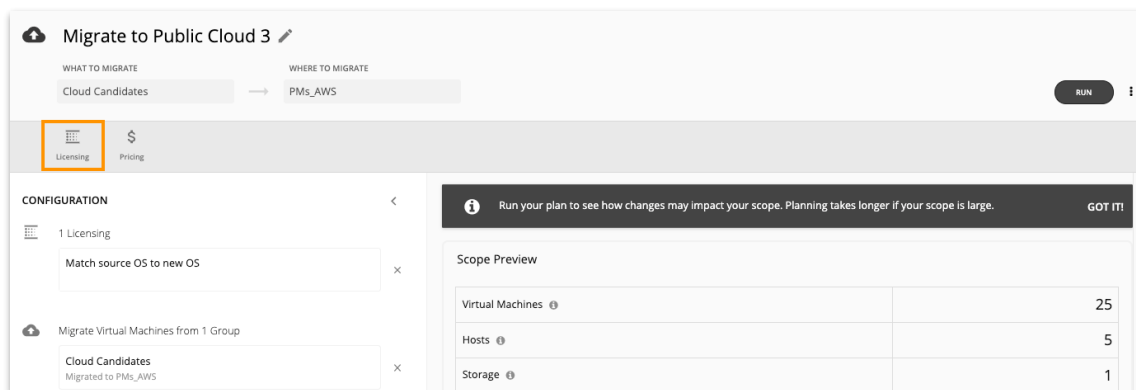 Migrate to Public Cloud 3
WHAT TO MIGRATE
WHERE TO MIGRATE
Cloud Candidates
PMs_AWS
RUN
Licensing
Pricing
CONFIGURATION
1 Licensing
Match source OS to new OS
Migrate Virtual Machines from 1 Group
Cloud Candidates
Migrated to PMs_AWS
Run your plan to see how changes may impact your scope. Planning takes longer if your scope is large.
GOT IT!
Scope Preview
Virtual Machines 25
Hosts 5
Storage 1